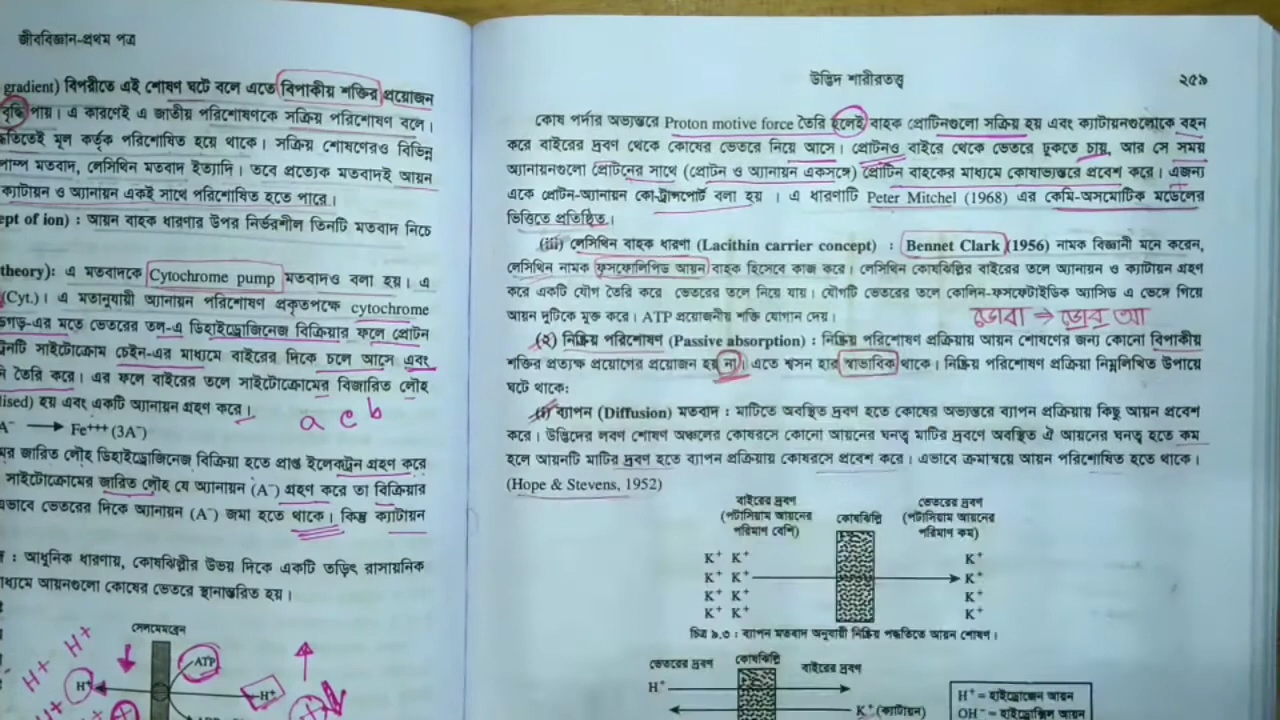 জীববিজ্ঞান-প্রথম পত্র
gradient) বিপরীতে এই শোষণ ঘটে বলে এতে বিপাকীয় শক্তির প্রয়োজন
বৃদ্ধি পায়। এ কারণেই এ জাতীয় পরিশোষণকে সক্রিয় পরিশোষণ বলে।
মূল কর্তৃক পরিশোষিত হয়ে থাকে। সক্রিয় শোষণেরও বিভিন্ন
পাম্প মতবাদ, লেসিথিন মতবাদ ইত্যাদি। তবে প্রত্যেক মতবাদই আয়ন
ক্যাটায়ন ও অ্যানায়ন একই সাথে পরিশোষিত হতে পারে।
ept of ion) : আয়ন বাহক ধারণার উপর নির্ভরশীল তিনটি মতবাদ নিচে
theory): এ মতবাদকে Cytochrome pump মতবাদও বলা হয়। এ
(Cyt.)। এ মতানুযায়ী অ্যানায়ন পরিশোষণ প্রকৃতপক্ষে cytochrome
এর মতে ভেতরের তল-এ ডিহাইড্রোজিনেজ বিক্রিয়ার ফলে প্রোটন
ট্রনটি সাইটোক্রোম চেইন-এর মাধ্যমে বাইরের দিকে চলে আসে এবং
তৈরি করে। এর ফলে বাইরের তলে সাইটোক্রোমের বিজারিত লৌহ
ised) হয় এবং একটি অ্যানায়ন গ্রহণ করে।
a c b
A⁻ ⟶ Fe⁺⁺⁺ (3A⁻)
জারিত লৌহ ডিহাইড্রোজিনেজ বিক্রিয়া হতে প্রাপ্ত ইলেকট্রন গ্রহণ করে
সাইটোক্রোমের জারিত লৌহ যে অ্যানায়ন (A⁻) গ্রহণ করে তা বিক্রিয়ার
এভাবে ভেতরের দিকে অ্যানায়ন (A⁻) জমা হতে থাকে। কিন্তু ক্যাটায়ন
: আধুনিক ধারণায়, কোষঝিল্লীর উভয় দিকে একটি তড়িৎ রাসায়নিক
মাধ্যমে আয়নগুলো কোষের ভেতরে স্থানান্তরিত হয়।
সেলমেমব্রেন
H⁺ H⁺
ATP
H⁺ H⁺
উদ্ভিদ শারীরতত্ত্ব ২৫৯
কোষ পর্দার অভ্যন্তরে Proton motive force তৈরি হলেই বাহক প্রোটিনগুলো সক্রিয় হয় এবং ক্যাটায়নগুলোকে বহন
করে বাইরের দ্রবণ থেকে কোষের ভেতরে নিয়ে আসে। প্রোটনও বাইরে থেকে ভেতরে ঢুকতে চায়, আর সে সময়
অ্যানায়নগুলো প্রোটনের সাথে (প্রোটন ও অ্যানায়ন একসঙ্গে) প্রোটিন বাহকের মাধ্যমে কোষাভ্যন্তরে প্রবেশ করে। এজন্য
একে প্রোটন-অ্যানায়ন কো-ট্রান্সপোর্ট বলা হয় । এ ধারণাটি Peter Mitchel (1968) এর কেমি-অসমোটিক মডেলের
ভিত্তিতে প্রতিষ্ঠিত।
(iii) লেসিথিন বাহক ধারণা (Lacithin carrier concept) : Bennet Clark (1956) নামক বিজ্ঞানী মনে করেন,
লেসিথিন নামক ফসফোলিপিড আয়ন বাহক হিসেবে কাজ করে। লেসিথিন কোষঝিল্লির বাইরের তলে অ্যানায়ন ও ক্যাটায়ন গ্রহণ
করে একটি যৌগ তৈরি করে ভেতরের তলে নিয়ে যায়। যৌগটি ভেতরের তলে কোলিন-ফসফেটাইডিক অ্যাসিড এ ভেঙ্গে গিয়ে
আয়ন দুটিকে মুক্ত করে। ATP প্রয়োজনীয় শক্তি যোগান দেয়।
(২) নিষ্ক্রিয় পরিশোষণ (Passive absorption) : নিষ্ক্রিয় পরিশোষণ প্রক্রিয়ায় আয়ন শোষণের জন্য কোনো বিপাকীয়
শক্তির প্রত্যক্ষ প্রয়োগের প্রয়োজন হয় না। এতে শ্বসন হার স্বাভাবিক থাকে। নিষ্ক্রিয় পরিশোষণ প্রক্রিয়া নিম্নলিখিত উপায়ে
ঘটে থাকে:
(i) ব্যাপন (Diffusion) মতবাদ : মাটিতে অবস্থিত দ্রবণ হতে কোষের অভ্যন্তরে ব্যাপন প্রক্রিয়ায় কিছু আয়ন প্রবেশ
করে। উদ্ভিদের লবণ শোষণ অঞ্চলের কোষরসে কোনো আয়নের ঘনত্ব মাটির দ্রবণে অবস্থিত ঐ আয়নের ঘনত্ব হতে কম
হলে আয়নটি মাটির দ্রবণ হতে ব্যাপন প্রক্রিয়ায় কোষরসে প্রবেশ করে। এভাবে ক্রমান্বয়ে আয়ন পরিশোষিত হতে থাকে।
(Hope & Stevens, 1952)
বাইরের দ্রবণ কোষঝিল্লি ভেতরের দ্রবণ
(পটাসিয়াম আয়নের (পটাসিয়াম আয়নের
পরিমাণ বেশি) পরিমাণ কম)
K⁺ K⁺ K⁺
K⁺ K⁺ K⁺
K⁺ K⁺ K⁺
K⁺ K⁺ K⁺
চিত্র ৯.৩ : ব্যাপন মতবাদ অনুযায়ী নিষ্ক্রিয় পদ্ধতিতে আয়ন শোষণ।
ভেতরের দ্রবণ কোষঝিল্লি বাইরের দ্রবণ
H⁺
K⁺(ক্যাটায়ন)
H⁺ = হাইড্রোজেন আয়ন
OH⁻ = হাইড্রক্সিল আয়ন